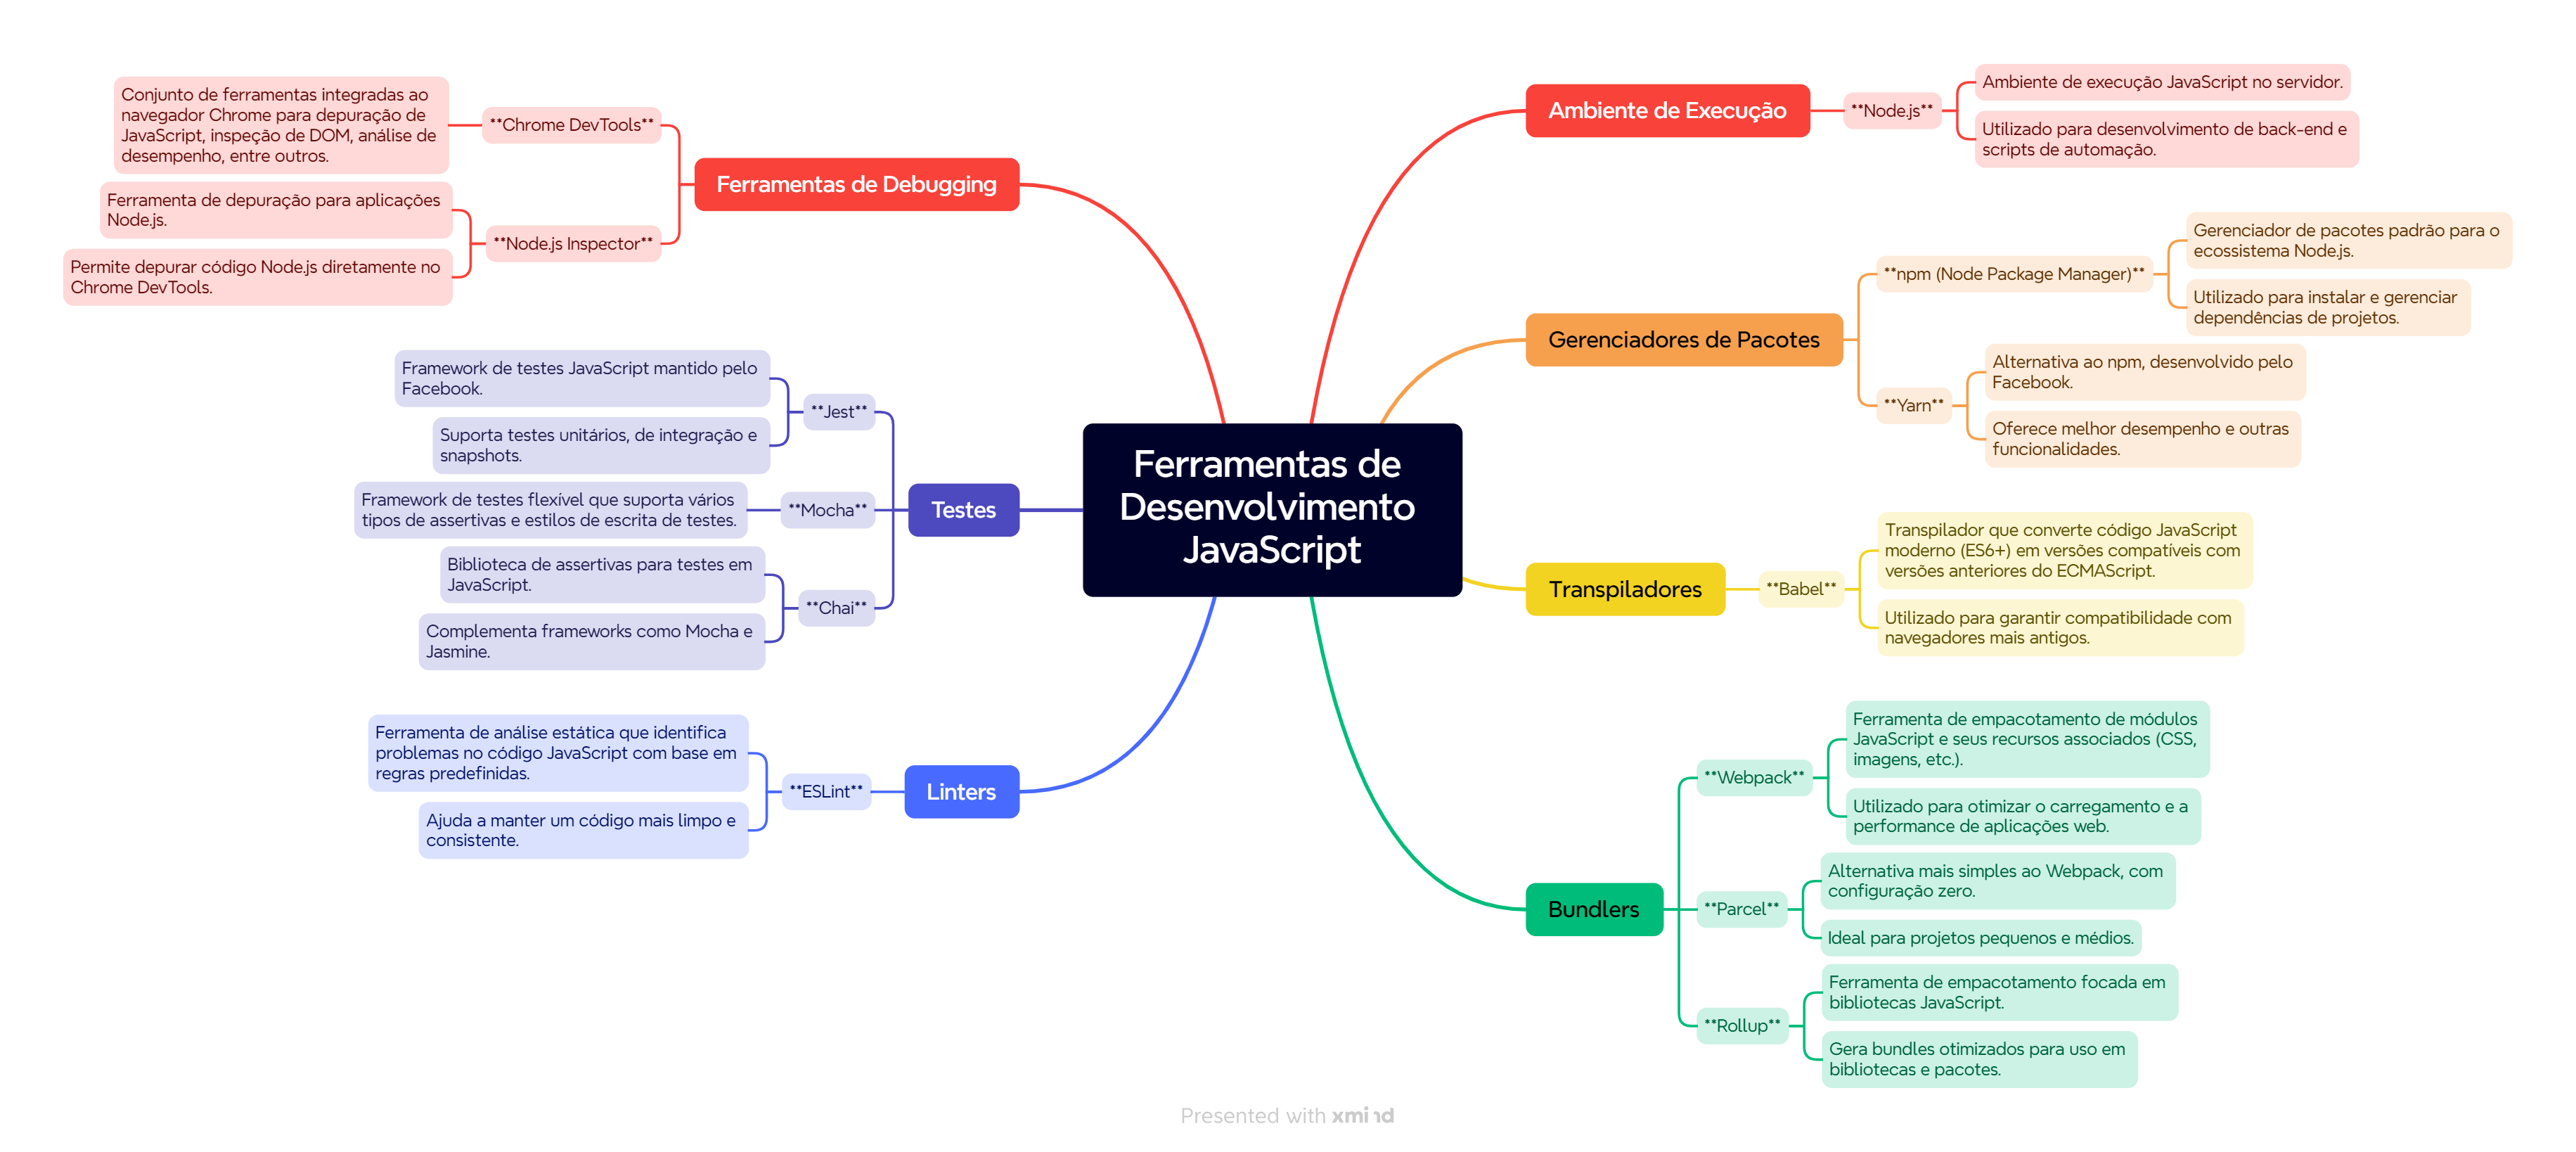 Ferramentas de
Desenvolvimento
JavaScript
Ambiente de Execução
**Node.js**
Ambiente de execução JavaScript no servidor.
Utilizado para desenvolvimento de back-end e
scripts de automação.
Gerenciadores de Pacotes
**npm (Node Package Manager)**
Gerenciador de pacotes padrão para o
ecossistema Node.js.
Utilizado para instalar e gerenciar
dependências de projetos.
**Yarn**
Alternativa ao npm, desenvolvido pelo
Facebook.
Oferece melhor desempenho e outras
funcionalidades.
Transpiladores
**Babel**
Transpilador que converte código JavaScript
moderno (ES6+) em versões compatíveis com
versões anteriores do ECMAScript.
Utilizado para garantir compatibilidade com
navegadores mais antigos.
Bundlers
**Webpack**
Ferramenta de empacotamento de módulos
JavaScript e seus recursos associados (CSS,
imagens, etc.).
Utilizado para otimizar o carregamento e a
performance de aplicações web.
**Parcel**
Alternativa mais simples ao Webpack, com
configuração zero.
Ideal para projetos pequenos e médios.
**Rollup**
Ferramenta de empacotamento focada em
bibliotecas JavaScript.
Gera bundles otimizados para uso em
bibliotecas e pacotes.
Ferramentas de Debugging
**Chrome DevTools**
Conjunto de ferramentas integradas ao
navegador Chrome para depuração de
JavaScript, inspeção de DOM, análise de
desempenho, entre outros.
**Node.js Inspector**
Ferramenta de depuração para aplicações
Node.js.
Permite depurar código Node.js diretamente no
Chrome DevTools.
Testes
**Jest**
Framework de testes JavaScript mantido pelo
Facebook.
Suporta testes unitários, de integração e
snapshots.
**Mocha**
Framework de testes flexível que suporta vários
tipos de assertivas e estilos de escrita de testes.
**Chai**
Biblioteca de assertivas para testes em
JavaScript.
Complementa frameworks como Mocha e
Jasmine.
Linters
**ESLint**
Ferramenta de análise estática que identifica
problemas no código JavaScript com base em
regras predefinidas.
Ajuda a manter um código mais limpo e
consistente.
Presented with xmind